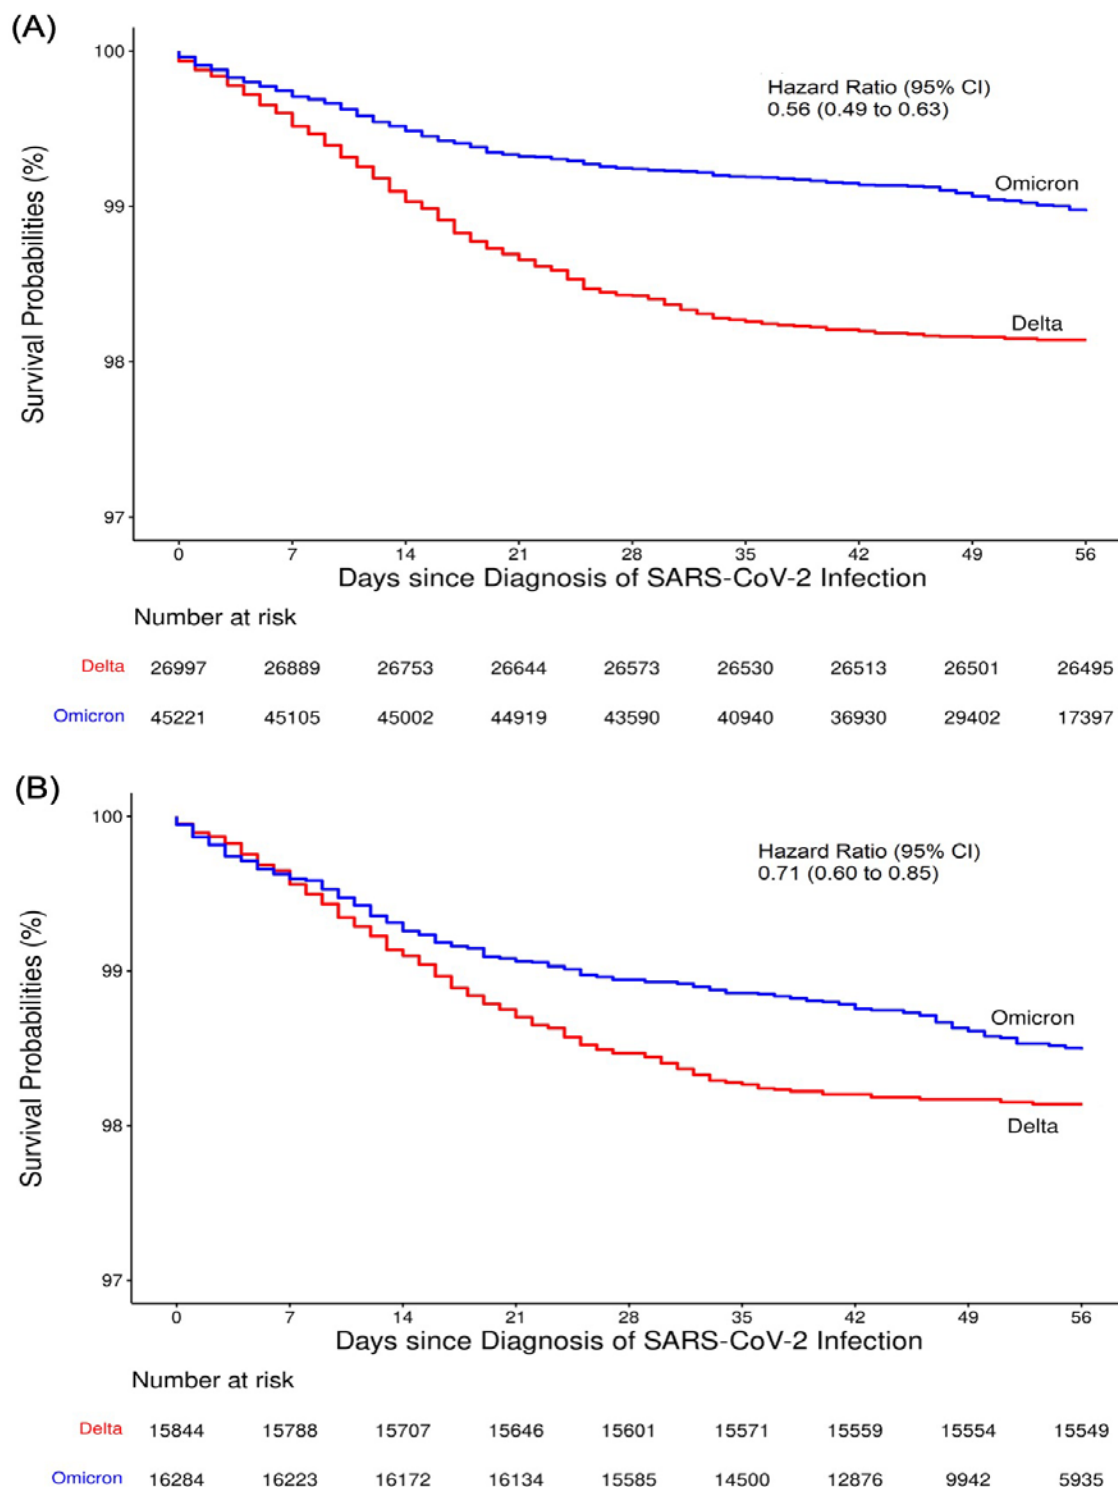 (A)
100
99
98
97
Survival Probabilities (%)
Hazard Ratio (95% CI)
0.56 (0.49 to 0.63)
Omicron
Delta
0 7 14 21 28 35 42 49 56
Days since Diagnosis of SARS-CoV-2 Infection
Number at risk
Delta 26997 26889 26753 26644 26573 26530 26513 26501 26495
Omicron 45221 45105 45002 44919 43590 40940 36930 29402 17397
(B)
100
99
98
97
Survival Probabilities (%)
Hazard Ratio (95% CI)
0.71 (0.60 to 0.85)
Omicron
Delta
0 7 14 21 28 35 42 49 56
Days since Diagnosis of SARS-CoV-2 Infection
Number at risk
Delta 15844 15788 15707 15646 15601 15571 15559 15554 15549
Omicron 16284 16223 16172 16134 15585 14500 12876 9942 5935